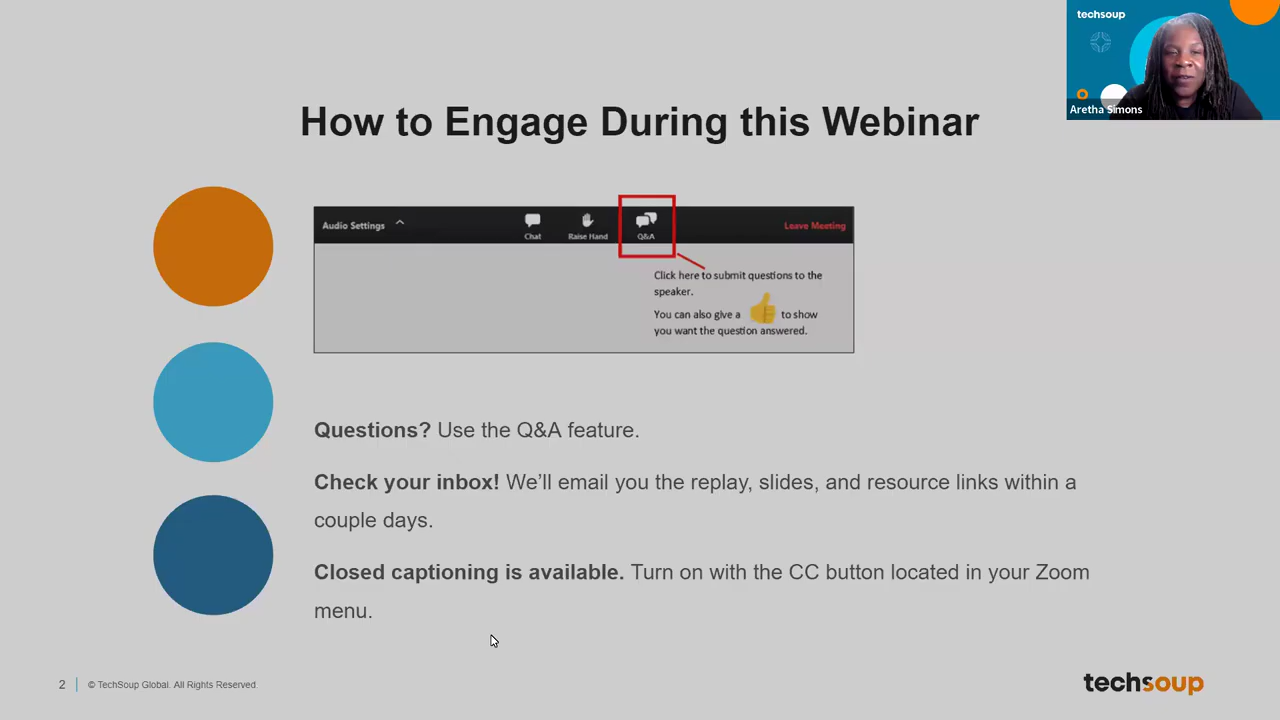 techsoup
Aretha Simons
How to Engage During this Webinar
Audio Settings
Chat
Raise Hand
Q&A
Leave Meeting
Click here to submit questions to the
speaker.
You can also give a to show
you want the question answered.
Questions? Use the Q&A feature.
Check your inbox! We’ll email you the replay, slides, and resource links within a
couple days.
Closed captioning is available. Turn on with the CC button located in your Zoom
menu.
2
© TechSoup Global. All Rights Reserved.
techsoup